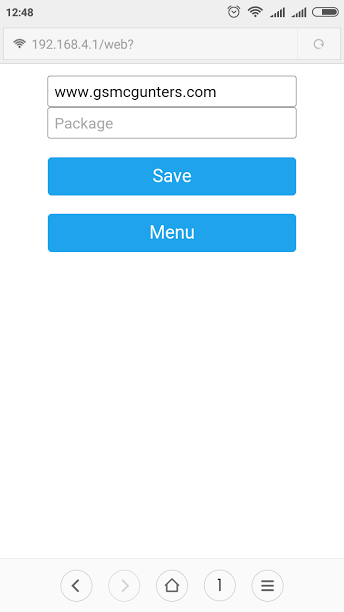 12:48
192.168.4.1/web?
www.gsmcgunters.com
Package
Save
Menu
1